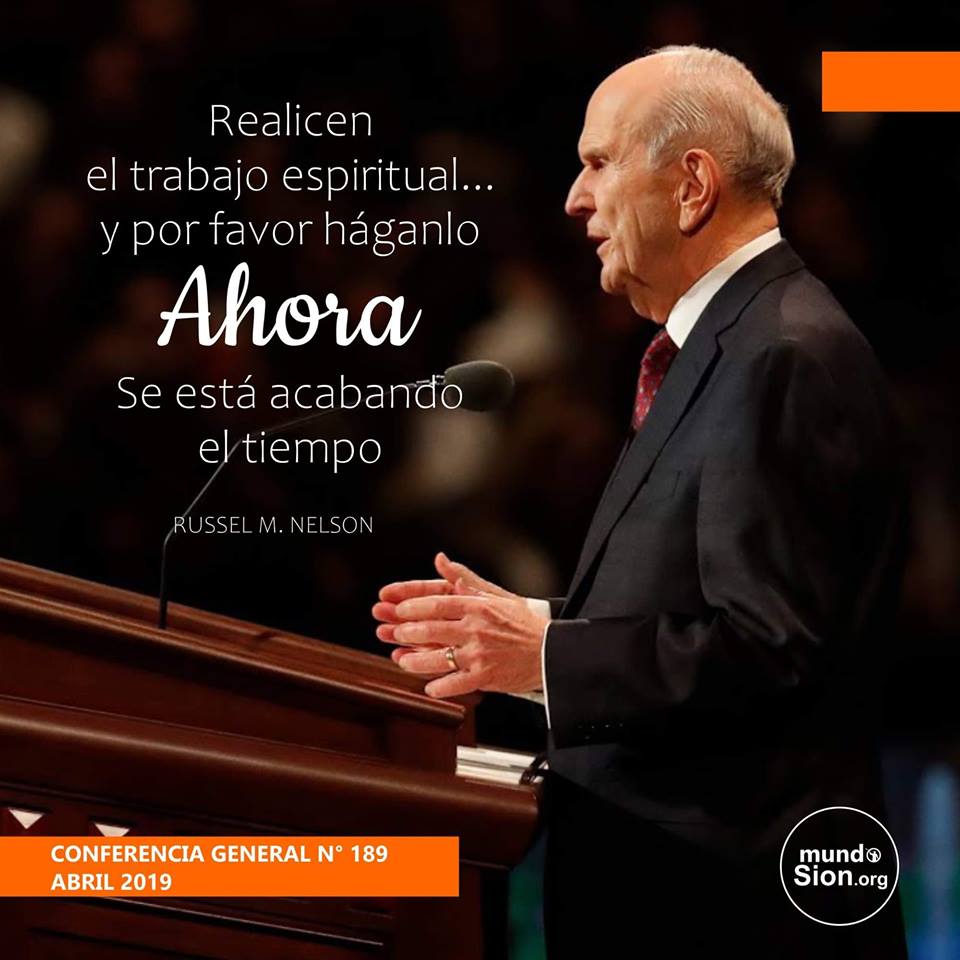 Realicen
el trabajo espiritual...
y por favor háganlo
Ahora
Se está acabando
el tiempo
RUSSEL M. NELSON
CONFERENCIA GENERAL N° 189
ABRIL 2019
mundo
Sion.org